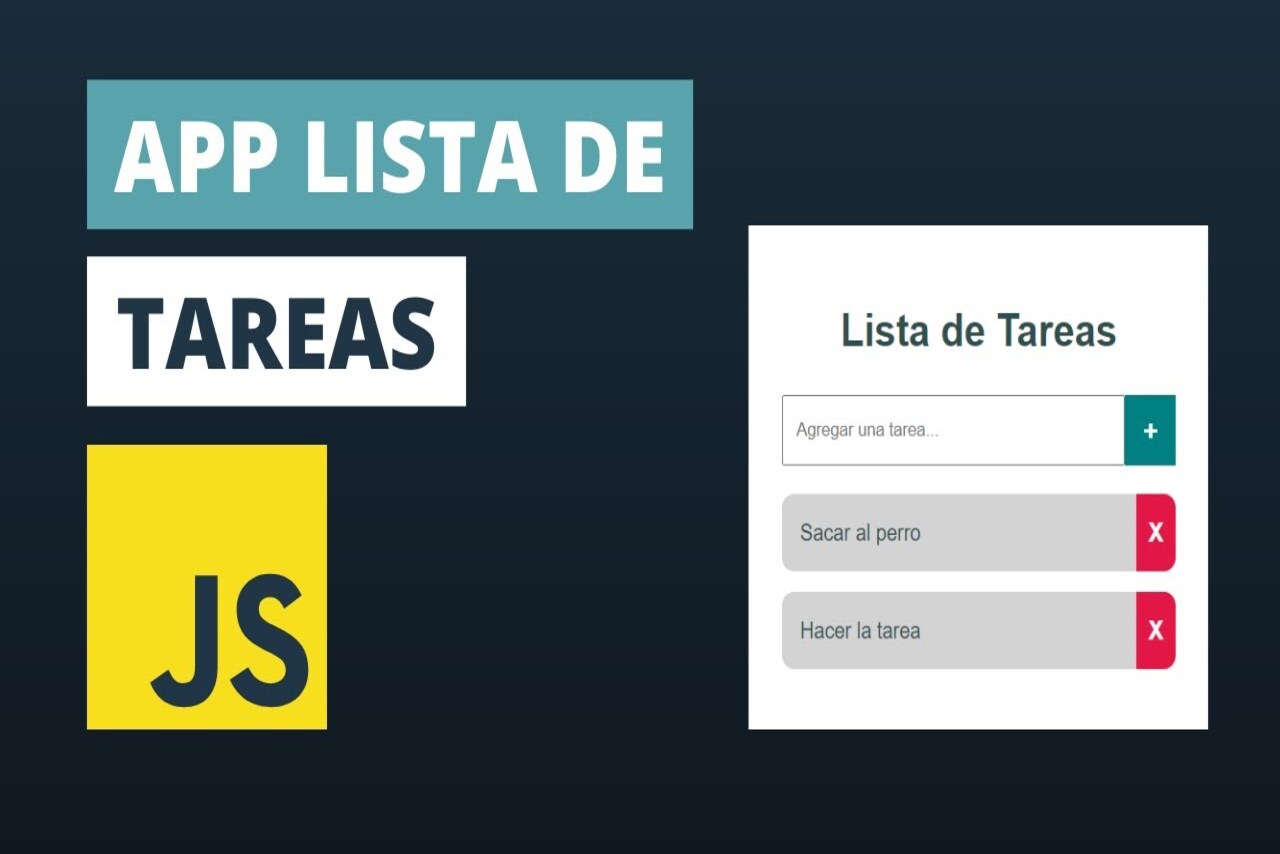 APP LISTA DE
TAREAS
JS
Lista de Tareas
Agregar una tarea...
+
Sacar al perro
X
Hacer la tarea
X